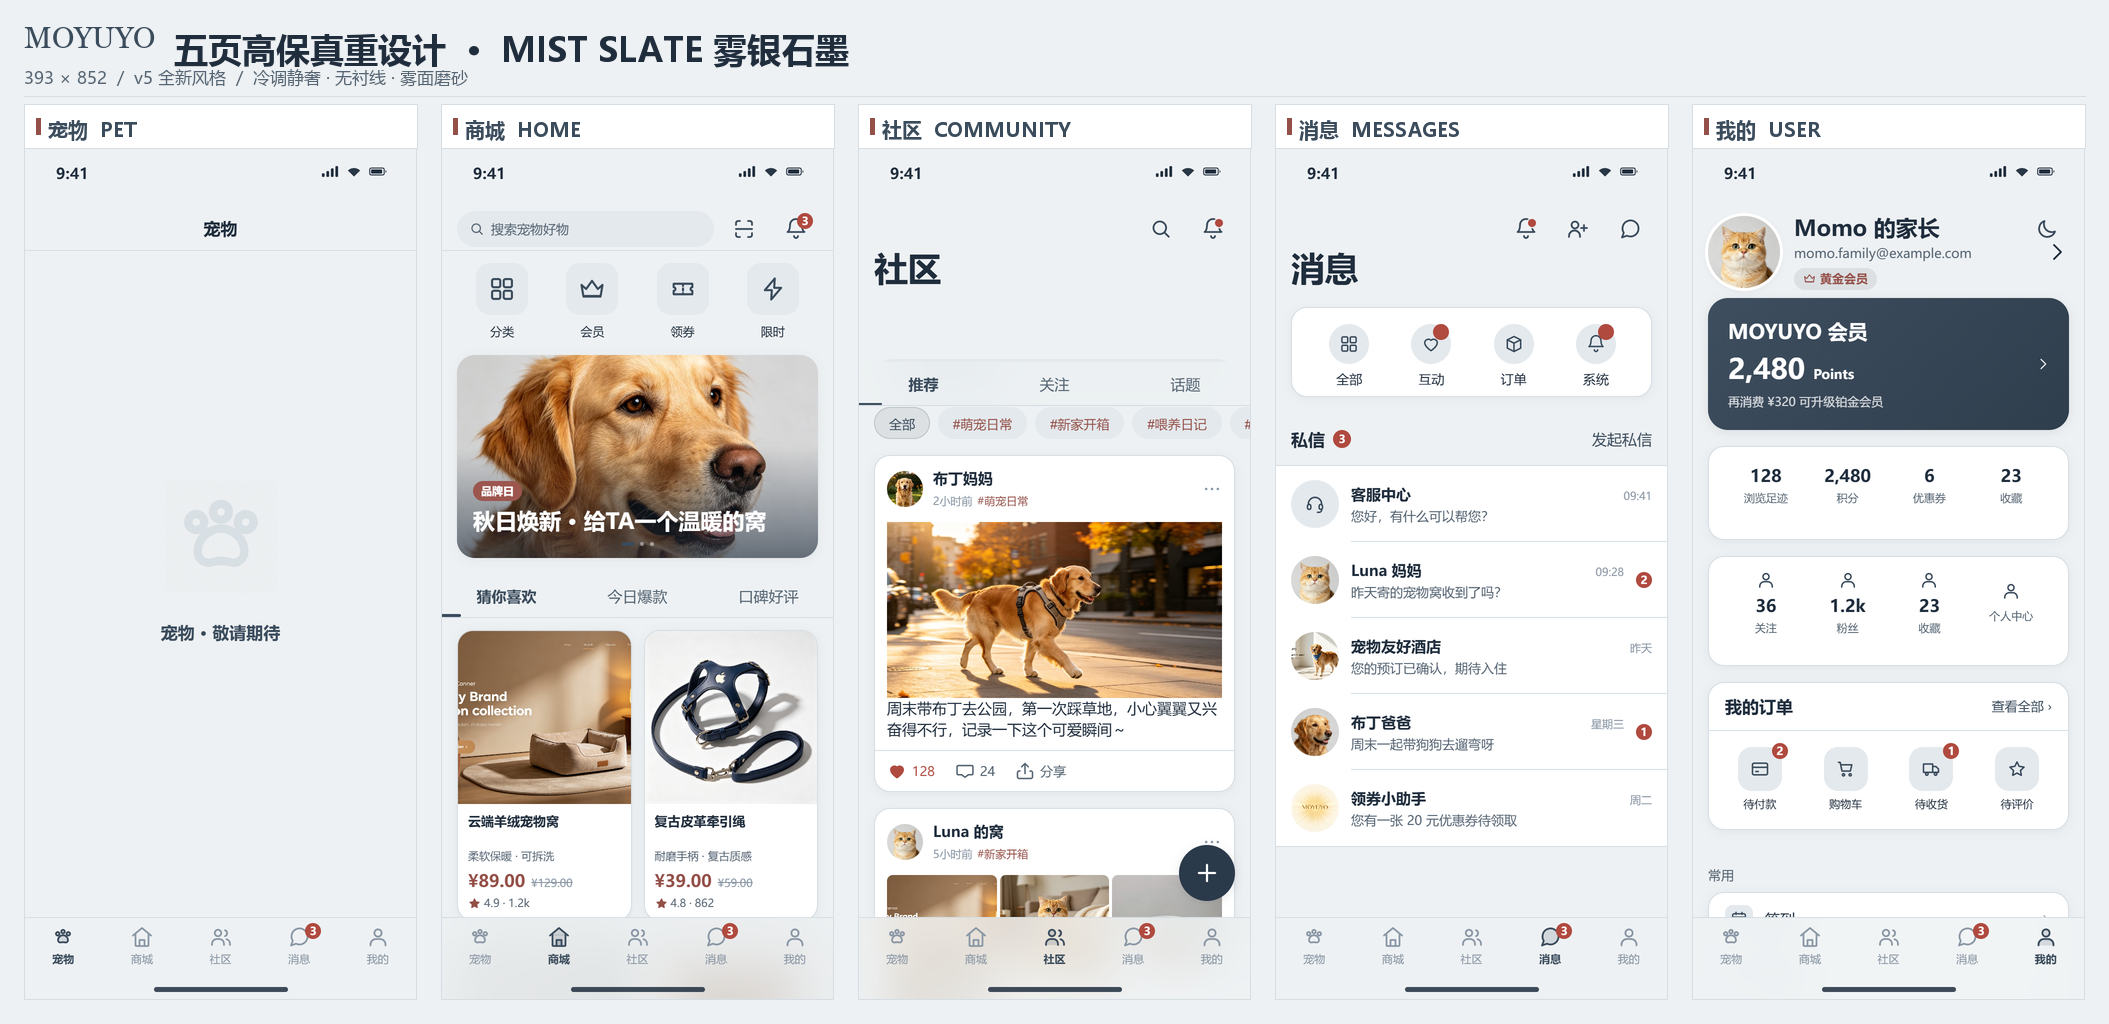 MOYUYO 五页高保真重设计 • MIST SLATE 雾银石墨
393 × 852 / v5 全新风格 / 冷调静奢 · 无衬线 · 雾面磨砂
宠物 PET
9:41
宠物
宠物 • 敬请期待
宠物 商城 社区 消息 3 我的
商城 HOME
9:41
搜索宠物好物 3
分类 会员 领券 限时
品牌日
秋日焕新 • 给TA一个温暖的窝
猜你喜欢 今日爆款 口碑好评
y Brand
on collection
云端羊绒宠物窝
柔软保暖 · 可拆洗
¥89.00 ¥129.00
4.9 · 1.2k
复古皮革牵引绳
耐磨手柄 · 复古质感
¥39.00 ¥59.00
4.8 · 862
宠物 商城 社区 消息 3 我的
社区 COMMUNITY
9:41
社区
推荐 关注 话题
全部 #萌宠日常 #新家开箱 #喂养日记 #
布丁妈妈
2小时前 #萌宠日常
周末带布丁去公园，第一次踩草地，小心翼翼又兴
奋得不行，记录一下这个可爱瞬间～
128 24 分享
Luna 的窝
5小时前 #新家开箱
宠物 商城 社区 消息 3 我的
消息 MESSAGES
9:41
消息
全部 互动 订单 系统
私信 3 发起私信
客服中心 09:41
您好，有什么可以帮您？
Luna 妈妈 09:28
昨天寄的宠物窝收到了吗？ 2
宠物友好酒店 昨天
您的预订已确认，期待入住
布丁爸爸 星期三
周末一起带狗狗去遛弯呀 1
MOYUYO
领券小助手 周二
您有一张 20 元优惠券待领取
宠物 商城 社区 消息 3 我的
我的 USER
9:41
Momo 的家长
momo.family@example.com
黄金会员
MOYUYO 会员
2,480 Points
再消费 ¥320 可升级铂金会员
128 2,480 6 23
浏览足迹 积分 优惠券 收藏
36 1.2k 23
关注 粉丝 收藏 个人中心
我的订单 查看全部 ›
2 1
待付款 购物车 待收货 待评价
常用
宠物 商城 社区 消息 3 我的